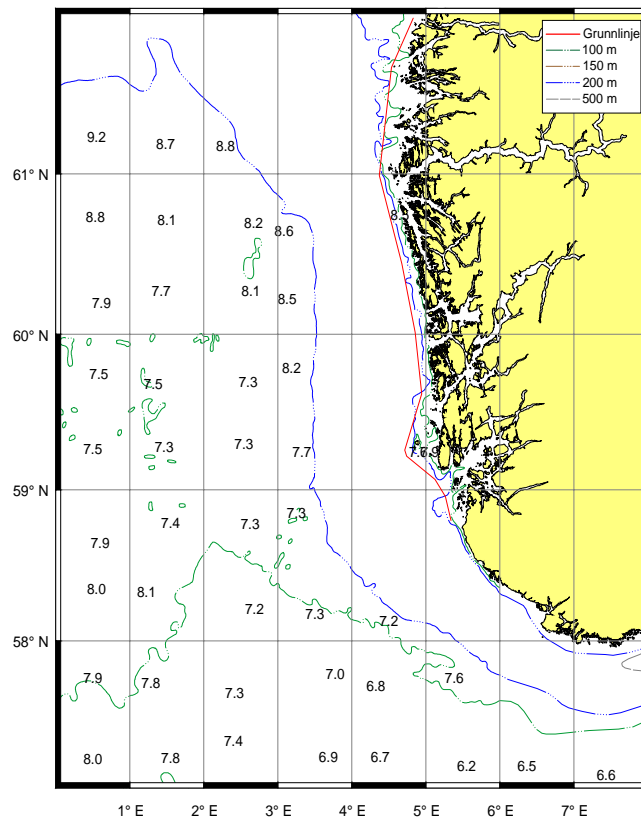 Grunnlinje
100 m
150 m
200 m
500 m
9.2 8.7 8.8
61° N
8.8 8.1 8.2 8.6
7.9 7.7 8.1 8.5
60° N
7.5 7.5 7.3 8.2
7.5 7.3 7.3 7.7
59° N
7.9 7.4 7.3 7.3
8.0 8.1 7.2 7.3 7.2
58° N
7.9 7.8 7.3 7.0 6.8 7.6
8.0 7.8 7.4 6.9 6.7 6.2 6.5 6.6
1° E 2° E 3° E 4° E 5° E 6° E 7° E